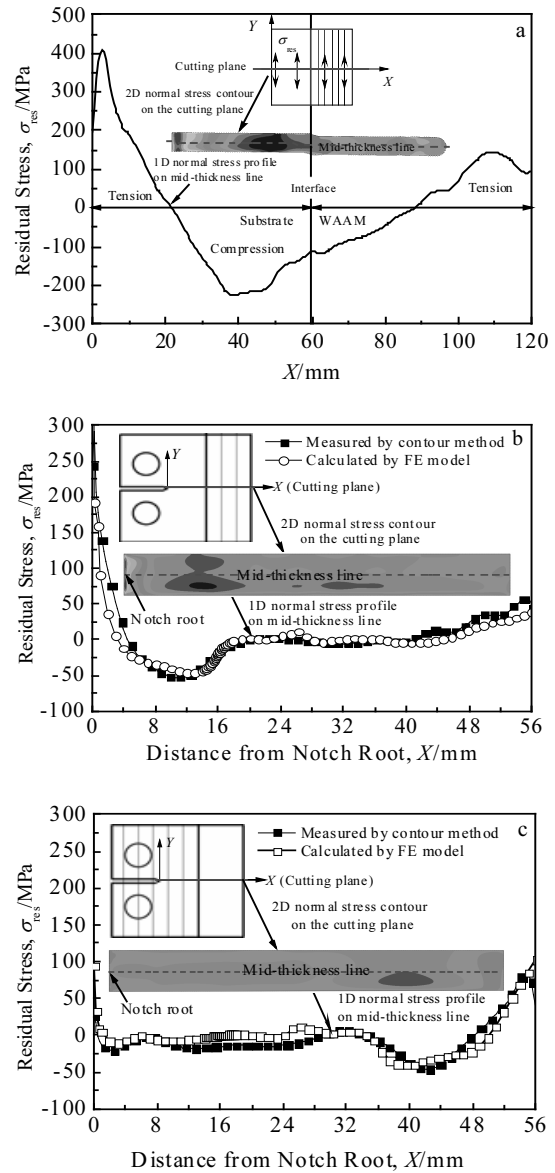 a
Y
σres
Cutting plane
X
2D normal stress contour
on the cutting plane
Mid-thickness line
1D normal stress profile
on mid-thickness line
Interface
Tension
Tension
Substrate
WAAM
Compression
Residual Stress, σres/MPa
500
400
300
200
100
0
-100
-200
-300
0 20 40 60 80 100 120
X/mm
b
Measured by contour method
Calculated by FE model
Y
X (Cutting plane)
2D normal stress contour
on the cutting plane
Mid-thickness line
Notch root
1D normal stress profile
on mid-thickness line
Residual Stress, σres/MPa
300
250
200
150
100
50
0
-50
-100
0 8 16 24 32 40 48 56
Distance from Notch Root, X/mm
c
Measured by contour method
Calculated by FE model
Y
X (Cutting plane)
2D normal stress contour
on the cutting plane
Mid-thickness line
Notch root
1D normal stress profile
on mid-thickness line
Residual Stress, σres/MPa
300
250
200
150
100
50
0
-50
-100
0 8 16 24 32 40 48 56
Distance from Notch Root, X/mm